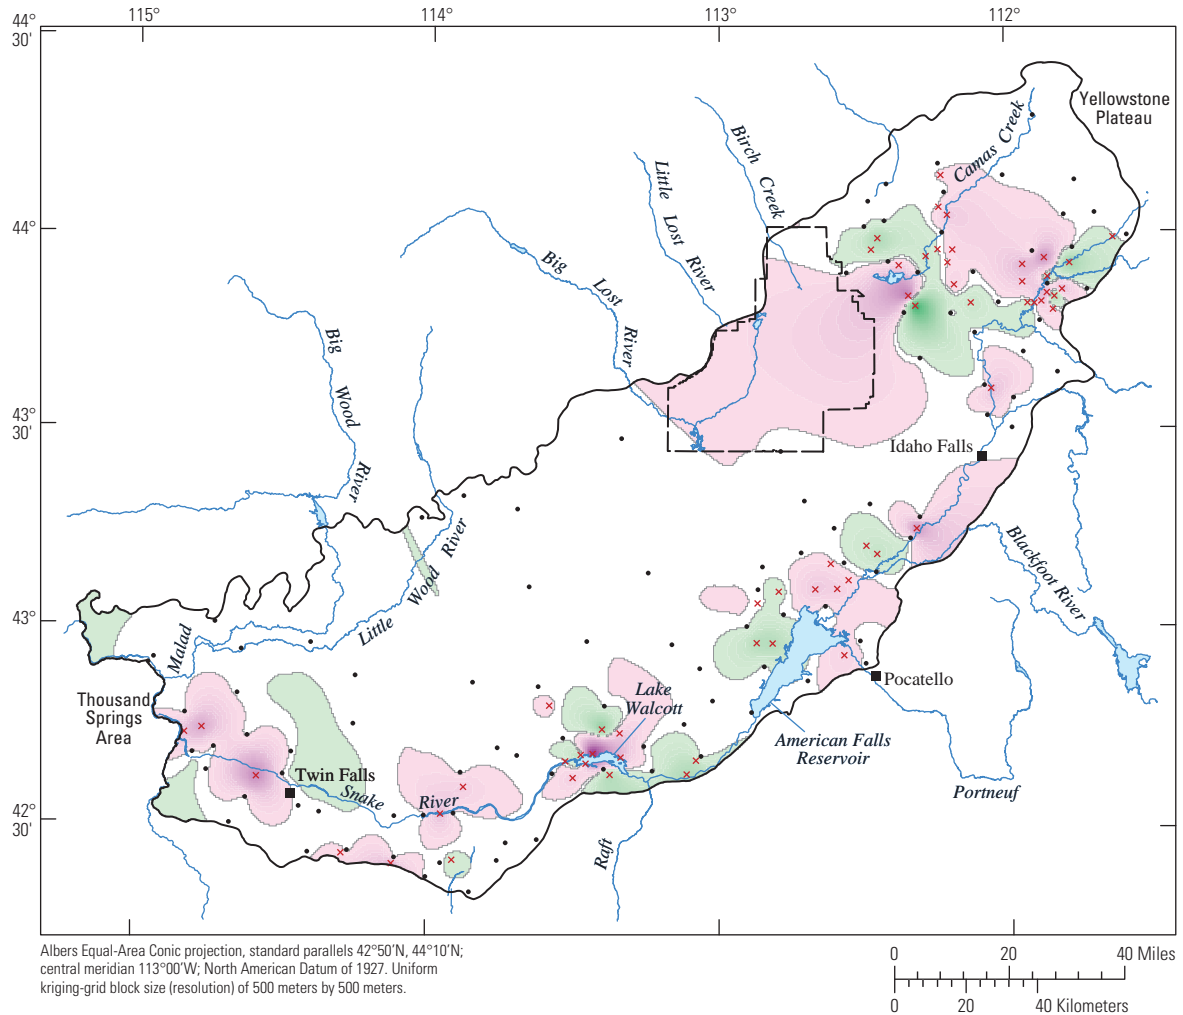 115°
114°
113°
112°
44°
30'
Yellowstone
Plateau
Camas Creek
Birch Creek
Little Lost River
44°
Big Lost River
Big Wood River
43°
30'
Idaho Falls
Blackfoot River
Little Wood River
43°
Malad
Thousand
Springs
Area
Lake
Walcott
Pocatello
American Falls
Reservoir
Twin Falls
Snake River
Portneuf
42°
30'
Raft
Albers Equal-Area Conic projection, standard parallels 42°50'N, 44°10'N;
central meridian 113°00'W; North American Datum of 1927. Uniform
kriging-grid block size (resolution) of 500 meters by 500 meters.
0 20 40 Miles
0 20 40 Kilometers